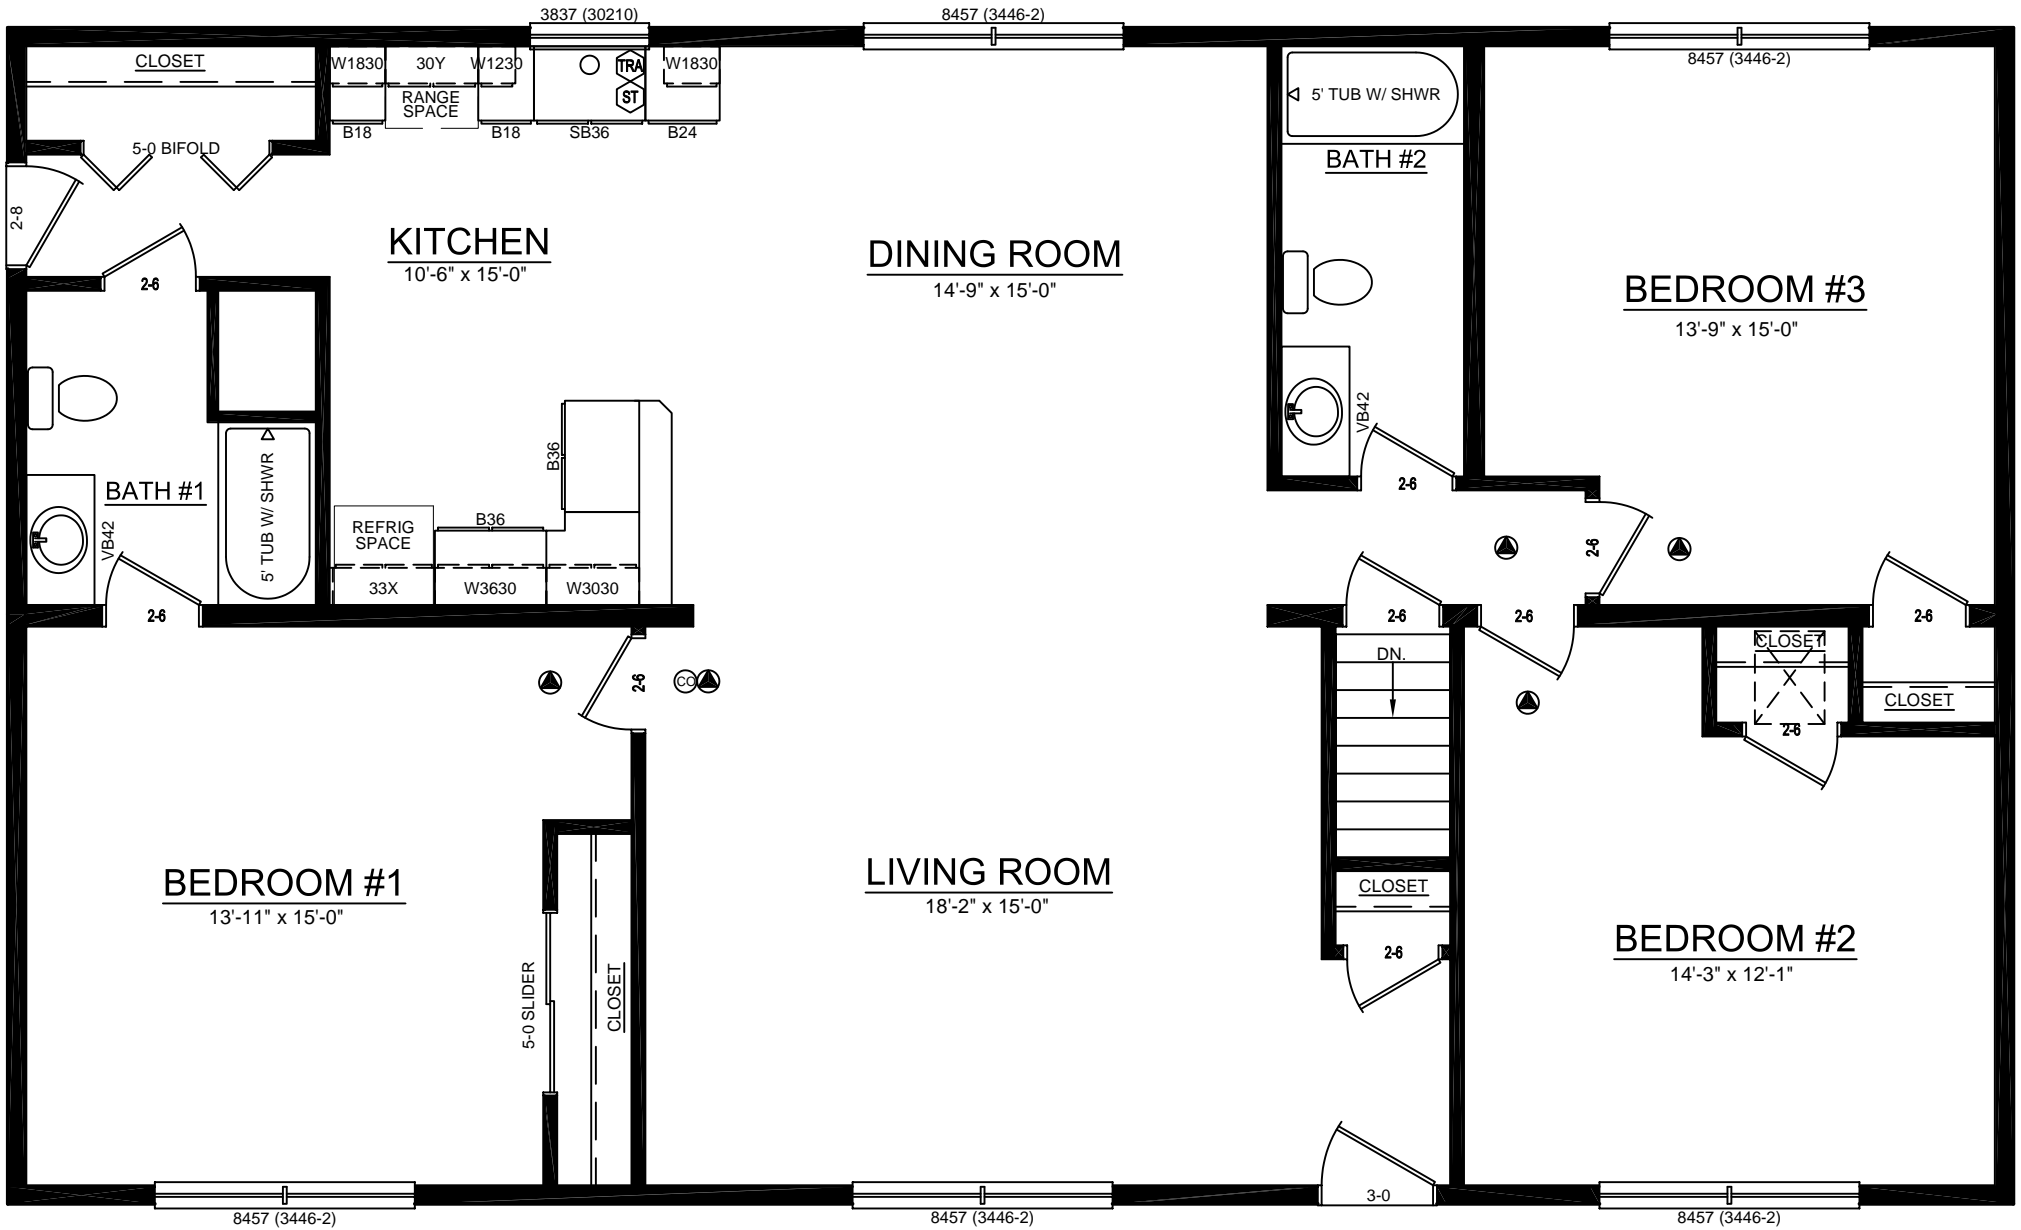 3837 (30210)
8457 (3446-2)
8457 (3446-2)
CLOSET
W1830
30Y
W1230
TRA
W1830
RANGE
SPACE
ST
B18
B18
SB36
B24
5-0 BIFOLD
5' TUB W/ SHWR
BATH #2
2-8
KITCHEN
10'-6" x 15'-0"
DINING ROOM
14'-9" x 15'-0"
BEDROOM #3
13'-9" x 15'-0"
2-6
VB42
B36
BATH #1
5' TUB W/ SHWR
VB42
REFRIG
SPACE
B36
33X
W3630
W3030
2-6
2-6
2-6
2-6
2-6
2-6
DN.
CLOSET
CLOSET
2-6
CO
2-6
BEDROOM #1
13'-11" x 15'-0"
LIVING ROOM
18'-2" x 15'-0"
CLOSET
2-6
BEDROOM #2
14'-3" x 12'-1"
5-0 SLIDER
CLOSET
3-0
8457 (3446-2)
8457 (3446-2)
8457 (3446-2)